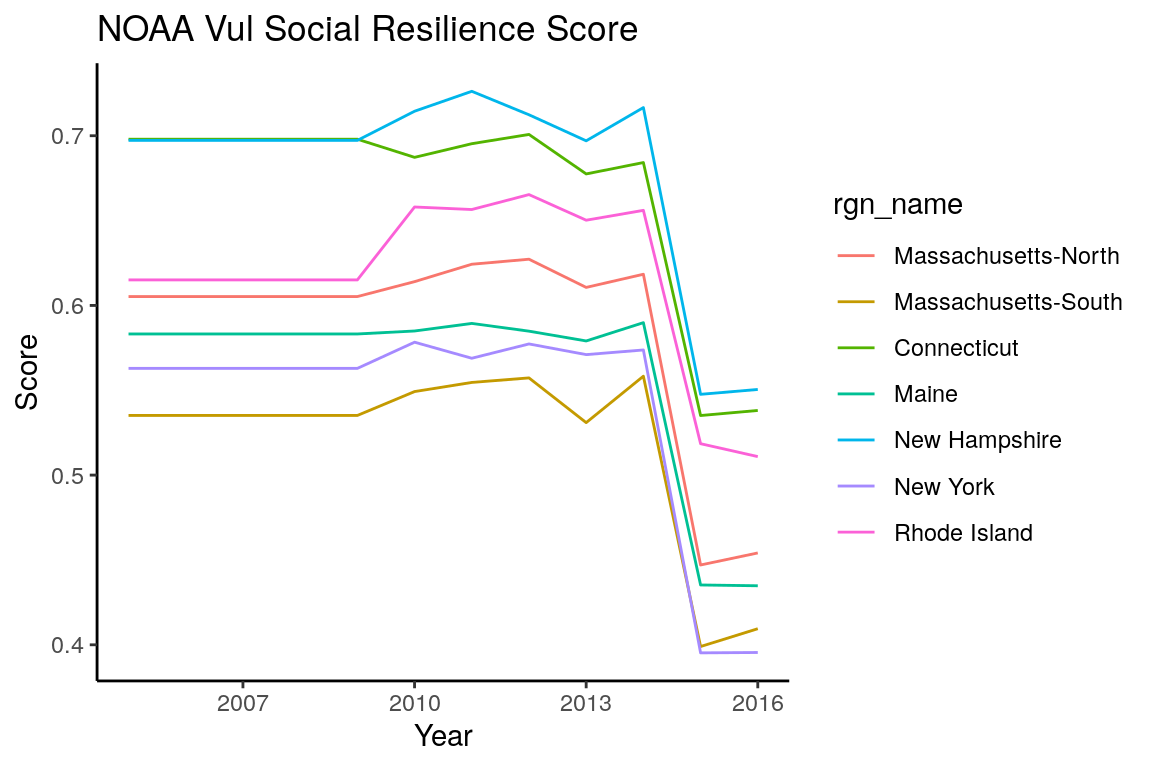 NOAA Vul Social Resilience Score
0.7
0.6
0.5
0.4
Score
2007
2010
2013
2016
Year
rgn_name
Massachusetts-North
Massachusetts-South
Connecticut
Maine
New Hampshire
New York
Rhode Island